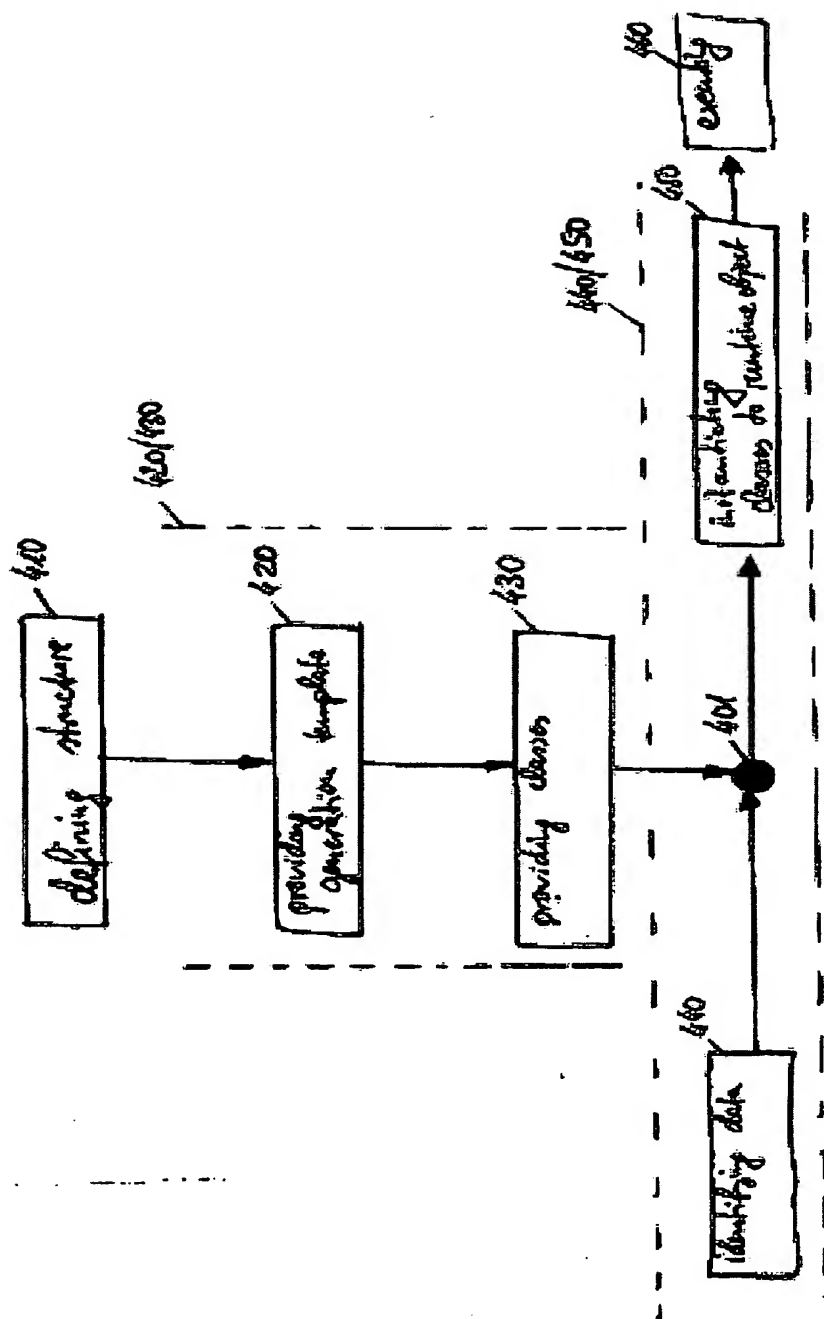 410
defining structure
420/430
420
providing
generation template
430
providing classes
440/450
401
440
identifying data
450
instantiating
classes to runtime object
460
executing